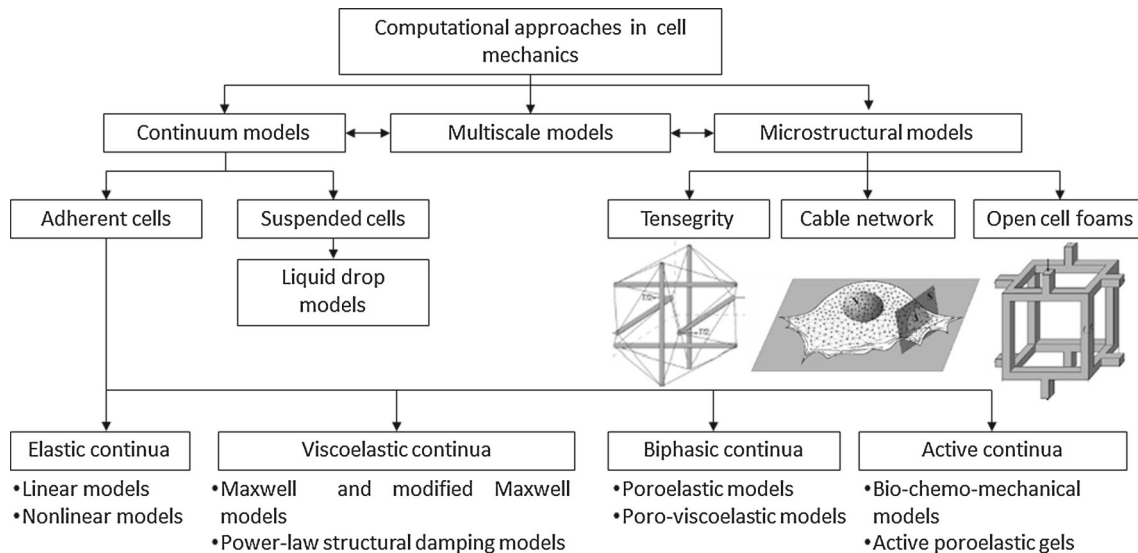 Computational approaches in cell
mechanics
Continuum models
Multiscale models
Microstructural models
Adherent cells
Suspended cells
Tensegrity
Cable network
Open cell foams
Liquid drop
models
T/2
T/2
N
S
A
Elastic continua
Viscoelastic continua
Biphasic continua
Active continua
•Linear models
•Nonlinear models
•Maxwell and modified Maxwell
models
•Power-law structural damping models
•Poroelastic models
•Poro-viscoelastic models
•Bio-chemo-mechanical
models
•Active poroelastic gels